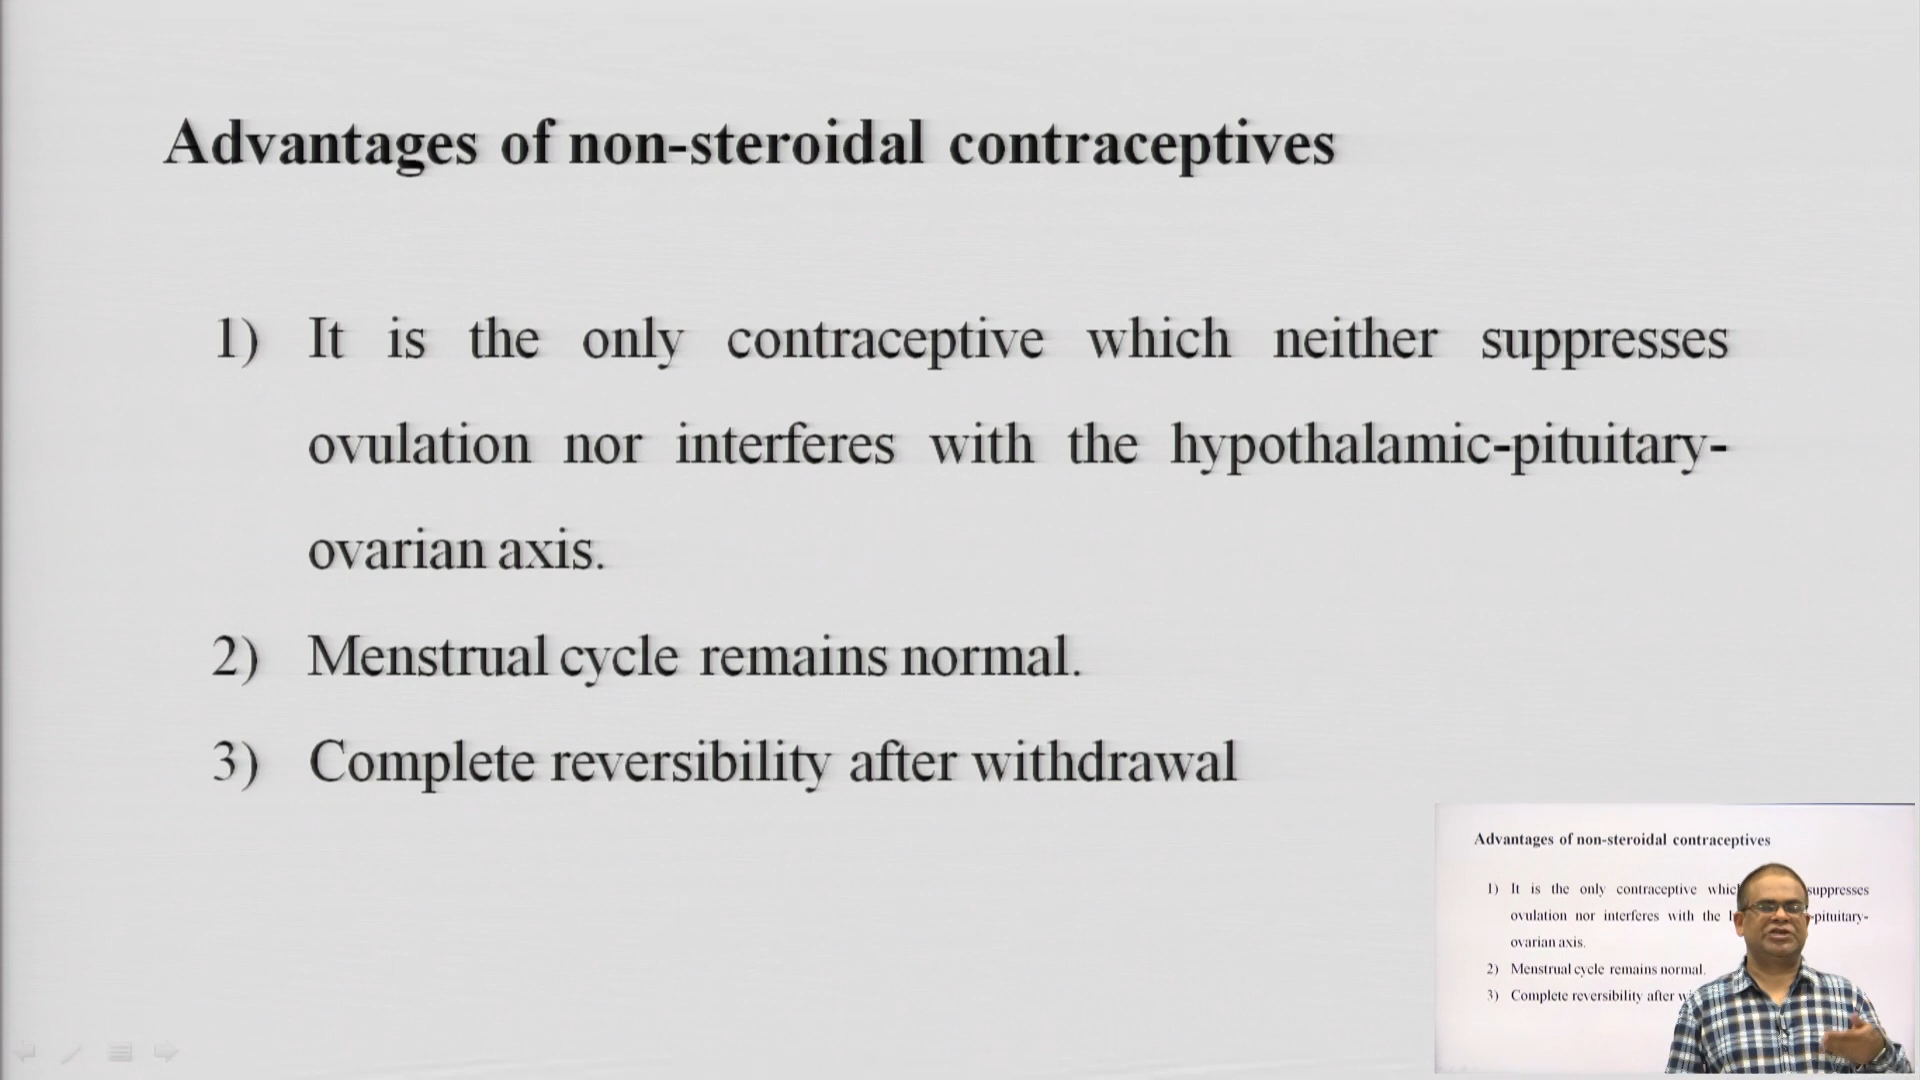 Advantages of non-steroidal contraceptives
1) It is the only contraceptive which neither suppresses
ovulation nor interferes with the hypothalamic-pituitary-
ovarian axis.
2) Menstrual cycle remains normal.
3) Complete reversibility after withdrawal
Advantages of non-steroidal contraceptives
1) It is the only contraceptive suppresses
ovulation nor interferes with the -pituitary-
ovarian axis.
2) Menstrual cycle remains normal.
3) Complete reversibility after